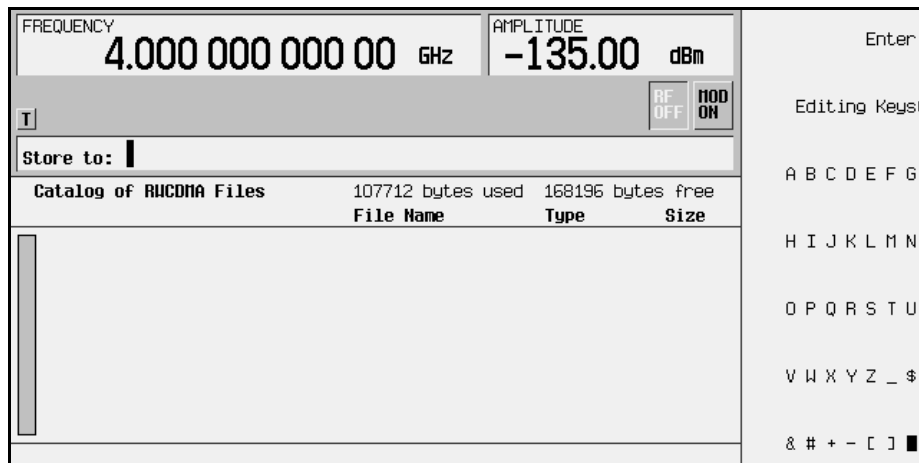 FREQUENCY
4.000 000 000 00 GHz
AMPLITUDE
-135.00 dBm
RF OFF
MOD ON
T
Store to:
Catalog of RWCDMA Files 107712 bytes used 168196 bytes free
File Name Type Size
Enter
Editing Keyst
A B C D E F G
H I J K L M N
O P Q R S T U
V W X Y Z _ $
& # + - [ ]